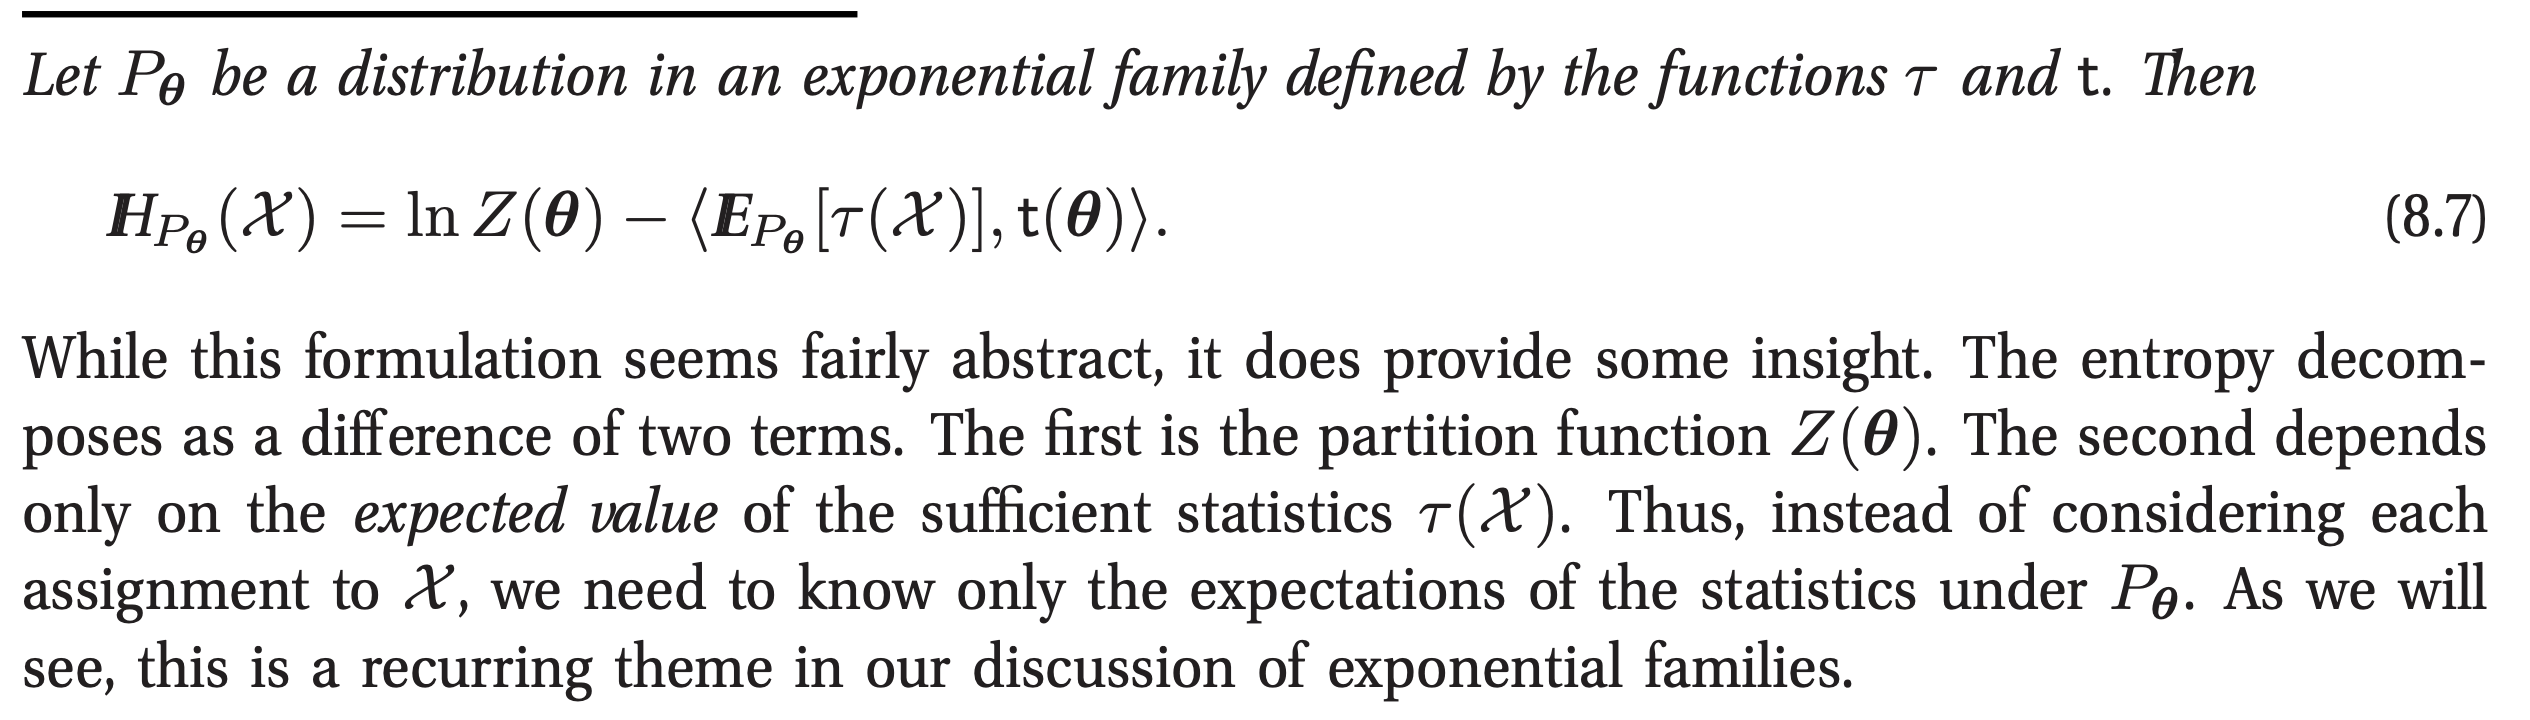 Let P_θ be a distribution in an exponential family defined by the functions τ and t. Then
𝑯_{P_θ}(𝒳) = ln Z(θ) − ⟨𝑬_{P_θ}[τ(𝒳)], t(θ)⟩. (8.7)
While this formulation seems fairly abstract, it does provide some insight. The entropy decom-
poses as a difference of two terms. The first is the partition function Z(θ). The second depends
only on the expected value of the sufficient statistics τ(𝒳). Thus, instead of considering each
assignment to 𝒳, we need to know only the expectations of the statistics under P_θ. As we will
see, this is a recurring theme in our discussion of exponential families.